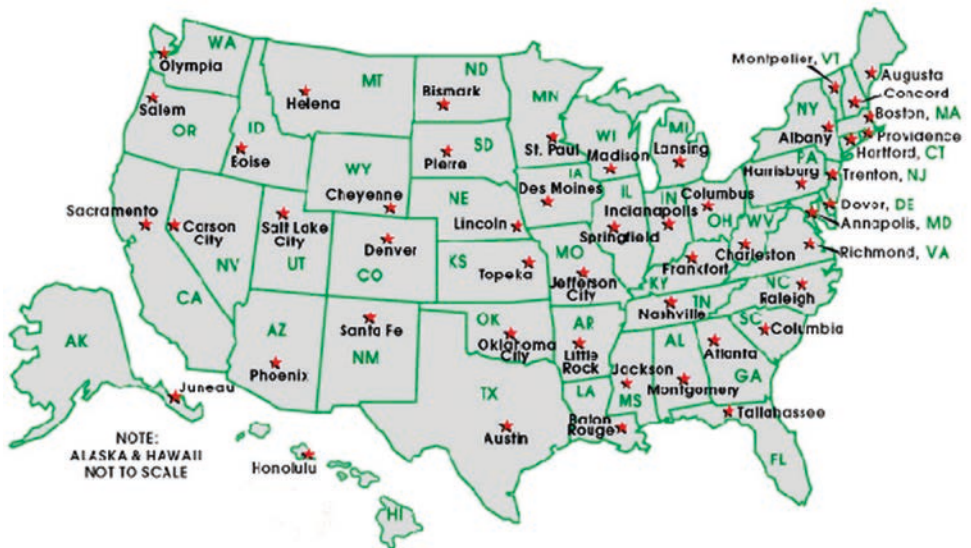 WA
Olympia
MT
ND
Montpelier, VT
Augusta
Helena
Bismark
MN
Concord
Salem
NY
Boston, MA
OR
ID
SD
WI
MI
Albany
Providence
Boise
Pierre
St. Paul
Madison
Lansing
Hartford, CT
WY
IA
PA
Harrisburg
Trenton, NJ
Cheyenne
NE
Des Moines
IL
IN
Columbus
Dover, DE
Sacramento
Carson
City
Salt Lake
City
Lincoln
Indianapolis
OH
WV
Annapolis, MD
Denver
Springfield
Richmond, VA
NV
UT
CO
KS
Topeka
MO
Jefferson
City
KY
Frankfort
Charleston
CA
NC
Raleigh
TN
Nashville
AK
AZ
Santa Fe
NM
OK
Oklahoma
City
AR
Little
Rock
SC
Columbia
AL
Atlanta
Phoenix
Jackson
Montgomery
GA
Juneau
TX
LA
MS
Tallahassee
Austin
Baton
Rouge
NOTE:
ALASKA & HAWAII
NOT TO SCALE
Honolulu
FL
HI